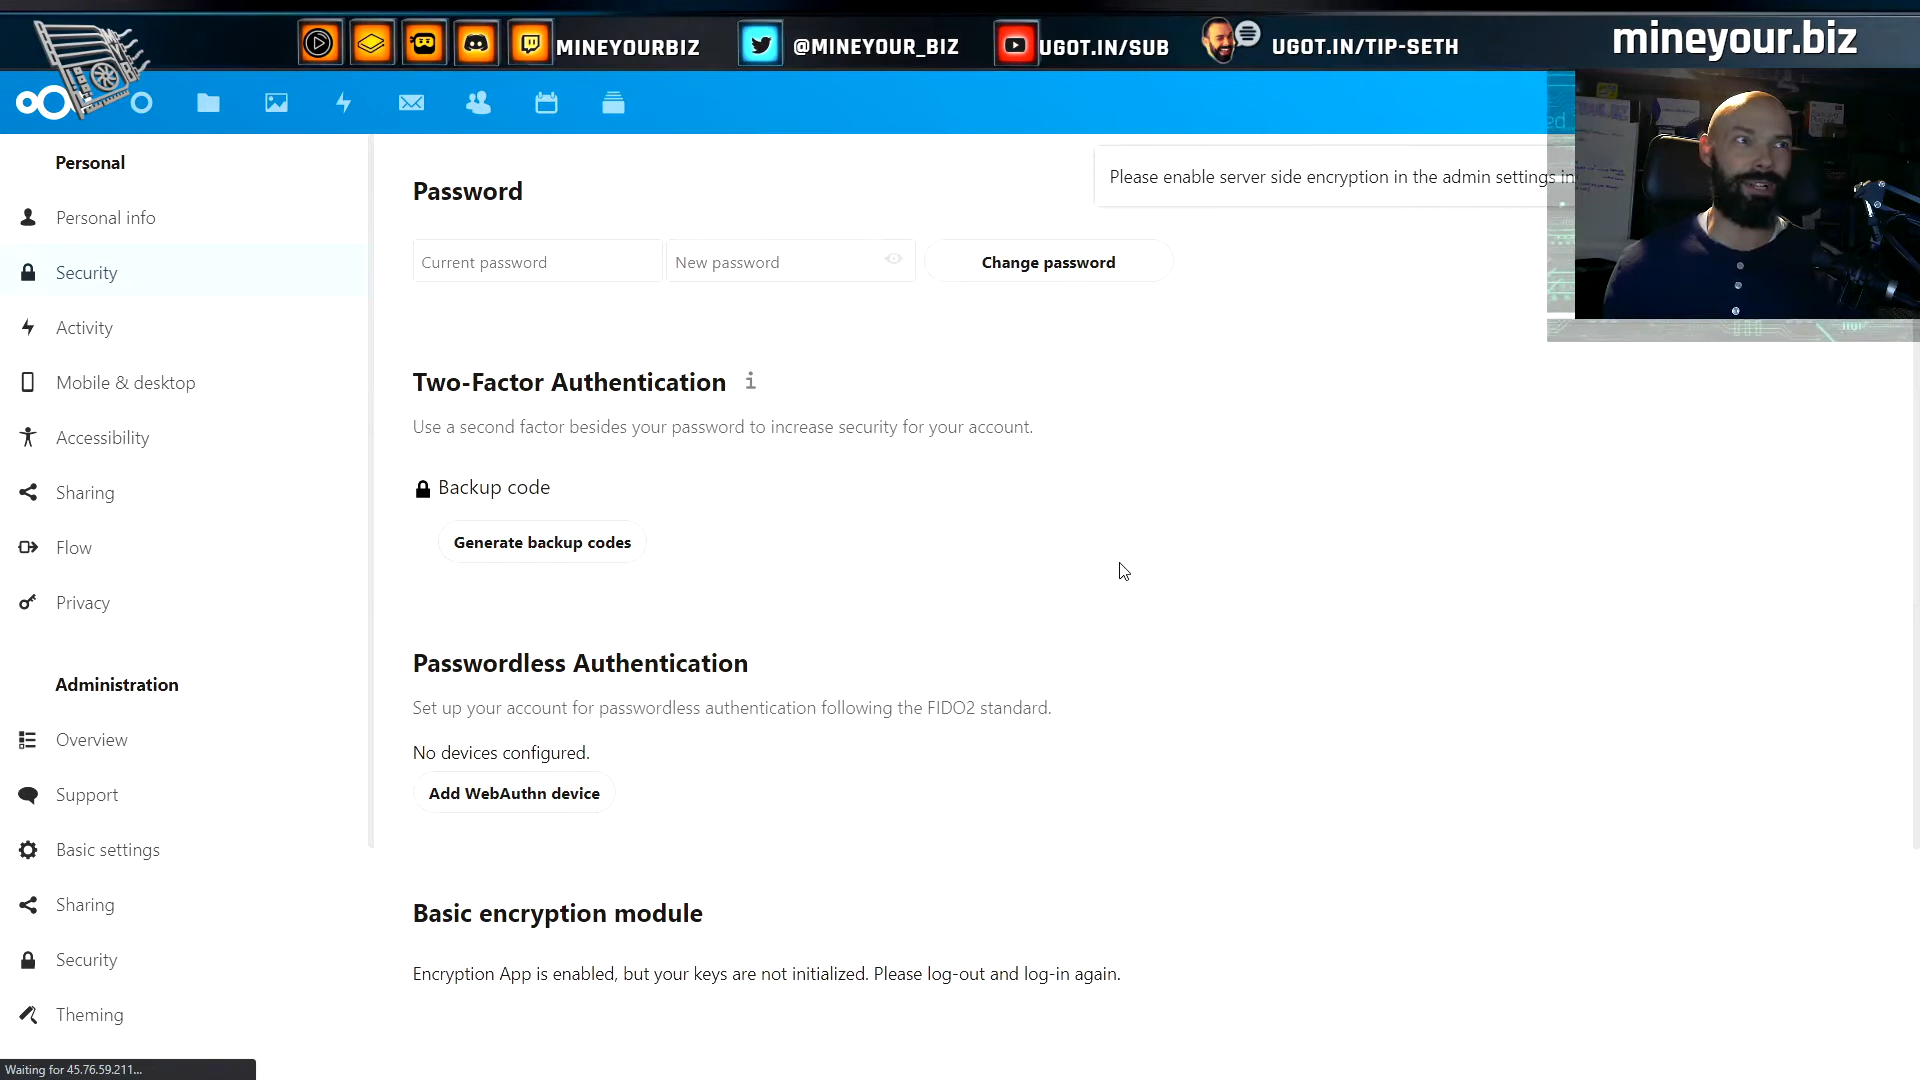 MINEYOURBIZ @MINEYOUR_BIZ UGOT.IN/SUB UGOT.IN/TIP-SETH mineyour.biz
Personal
Personal info
Security
Activity
Mobile & desktop
Accessibility
Sharing
Flow
Privacy
Administration
Overview
Support
Basic settings
Sharing
Security
Theming
Please enable server side encryption in the admin settings in
ed
Password
Current password New password Change password
Two-Factor Authentication
Use a second factor besides your password to increase security for your account.
Backup code
Generate backup codes
Passwordless Authentication
Set up your account for passwordless authentication following the FIDO2 standard.
No devices configured.
Add WebAuthn device
Basic encryption module
Encryption App is enabled, but your keys are not initialized. Please log-out and log-in again.
Waiting for 45.76.59.211...